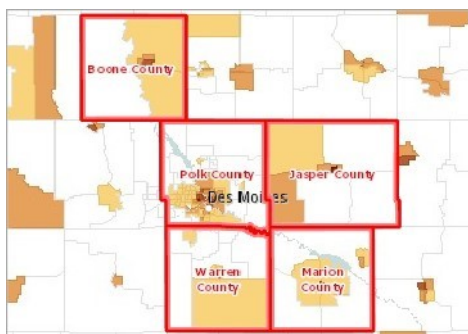 Boone County
Polk County
Jasper County
Des Moines
Warren
County
Marion
County